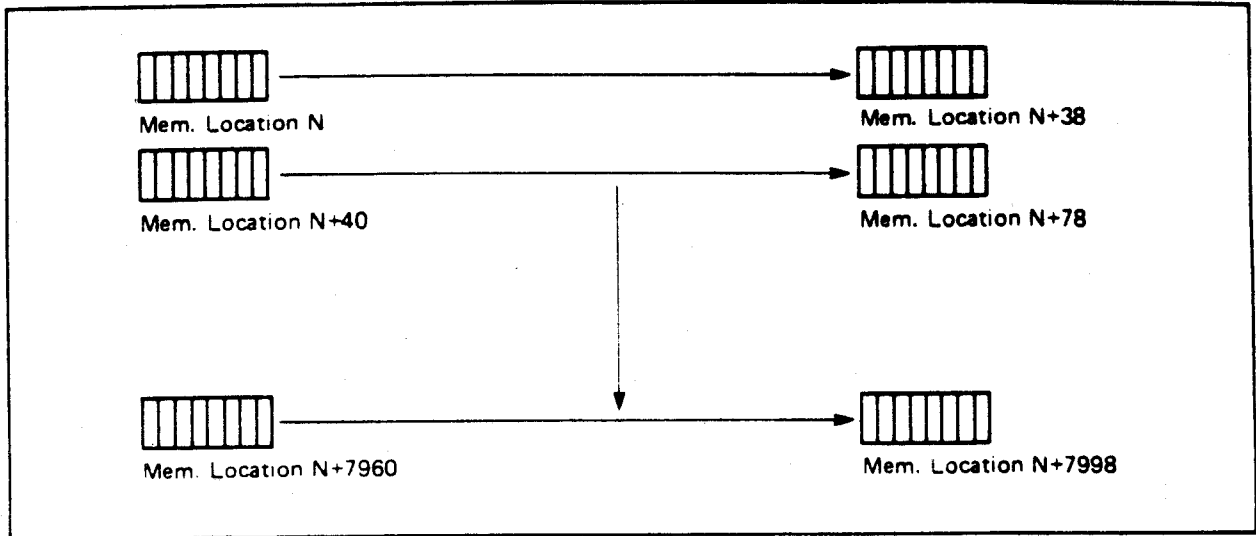 Mem. Location N
Mem. Location N+38
Mem. Location N+40
Mem. Location N+78
Mem. Location N+7960
Mem. Location N+7998